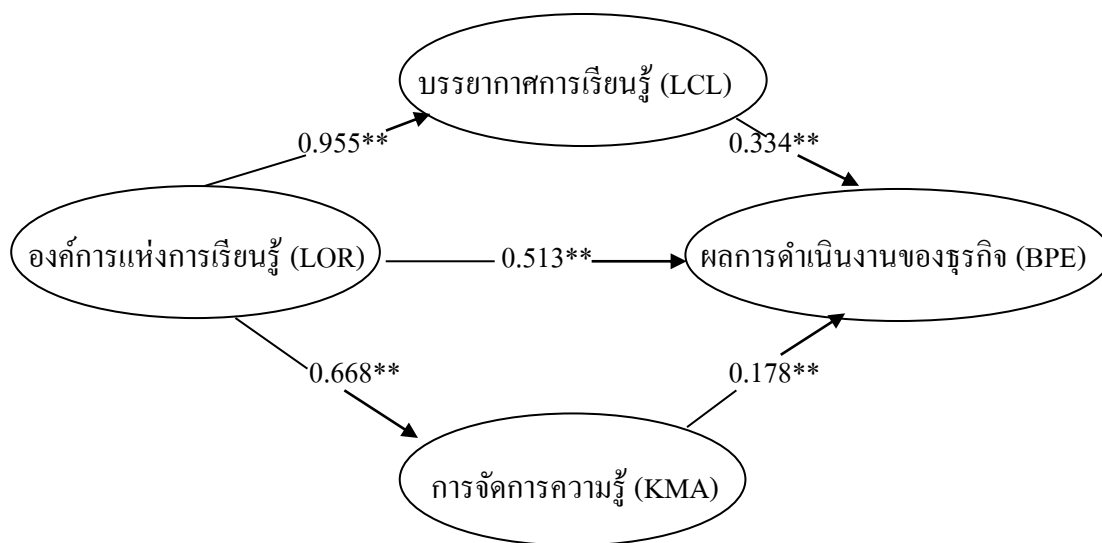 บรรยากาศการเรียนรู้ (LCL)
0.955**
0.334**
องค์การแห่งการเรียนรู้ (LOR)
0.513**
ผลการดำเนินงานของธุรกิจ (BPE)
0.668**
0.178**
การจัดการความรู้ (KMA)